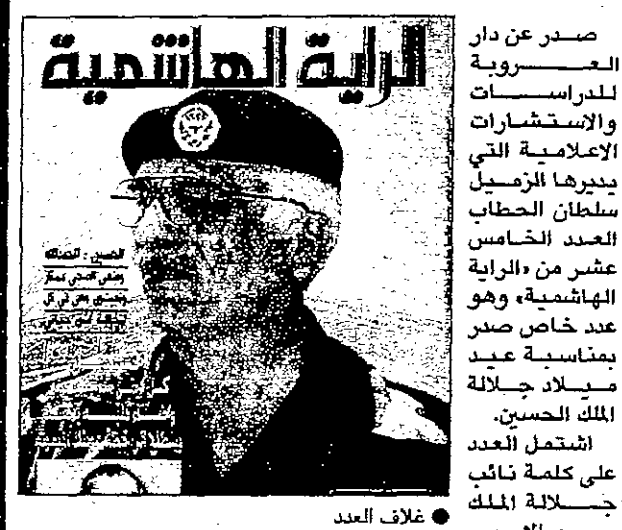 صدر عن دار
العروبة
للدراسات
والاستشارات
الاعلامية التي
يديرها الزميل
سلطان الحطاب
العدد الخامس
عشر من «الراية
الهاشمية» وهو
عدد خاص صدر
بمناسبة عيد
ميلاد جلالة
الملك الحسين.
اشتمل العدد
على كلمة نائب
جلالة الملك
الراية الهاشمية
● غلاف العدد